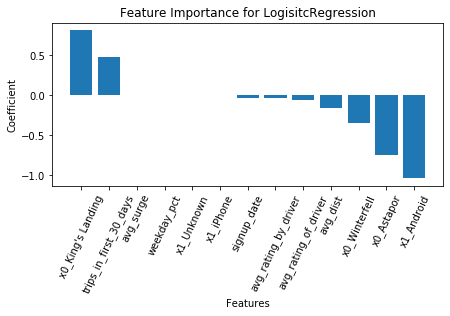 Feature Importance for LogisitcRegression
0.5
0.0
−0.5
−1.0
Coefficient
x0_King's Landing
trips_in_first_30_days
avg_surge
weekday_pct
x1_Unknown
x1_iPhone
signup_date
avg_rating_by_driver
avg_rating_of_driver
avg_dist
x0_Winterfell
x0_Astapor
x1_Android
Features